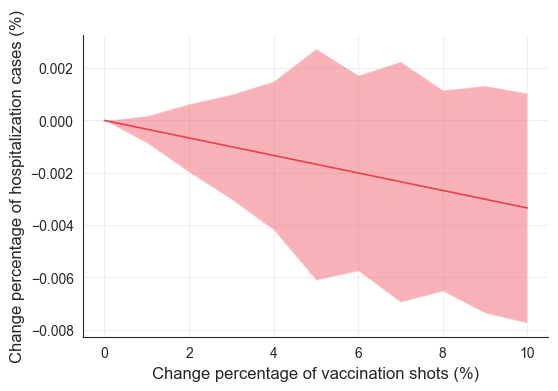 Change percentage of hospitalization cases (%)
0.002
0.000
−0.002
−0.004
−0.006
−0.008
0 2 4 6 8 10
Change percentage of vaccination shots (%)